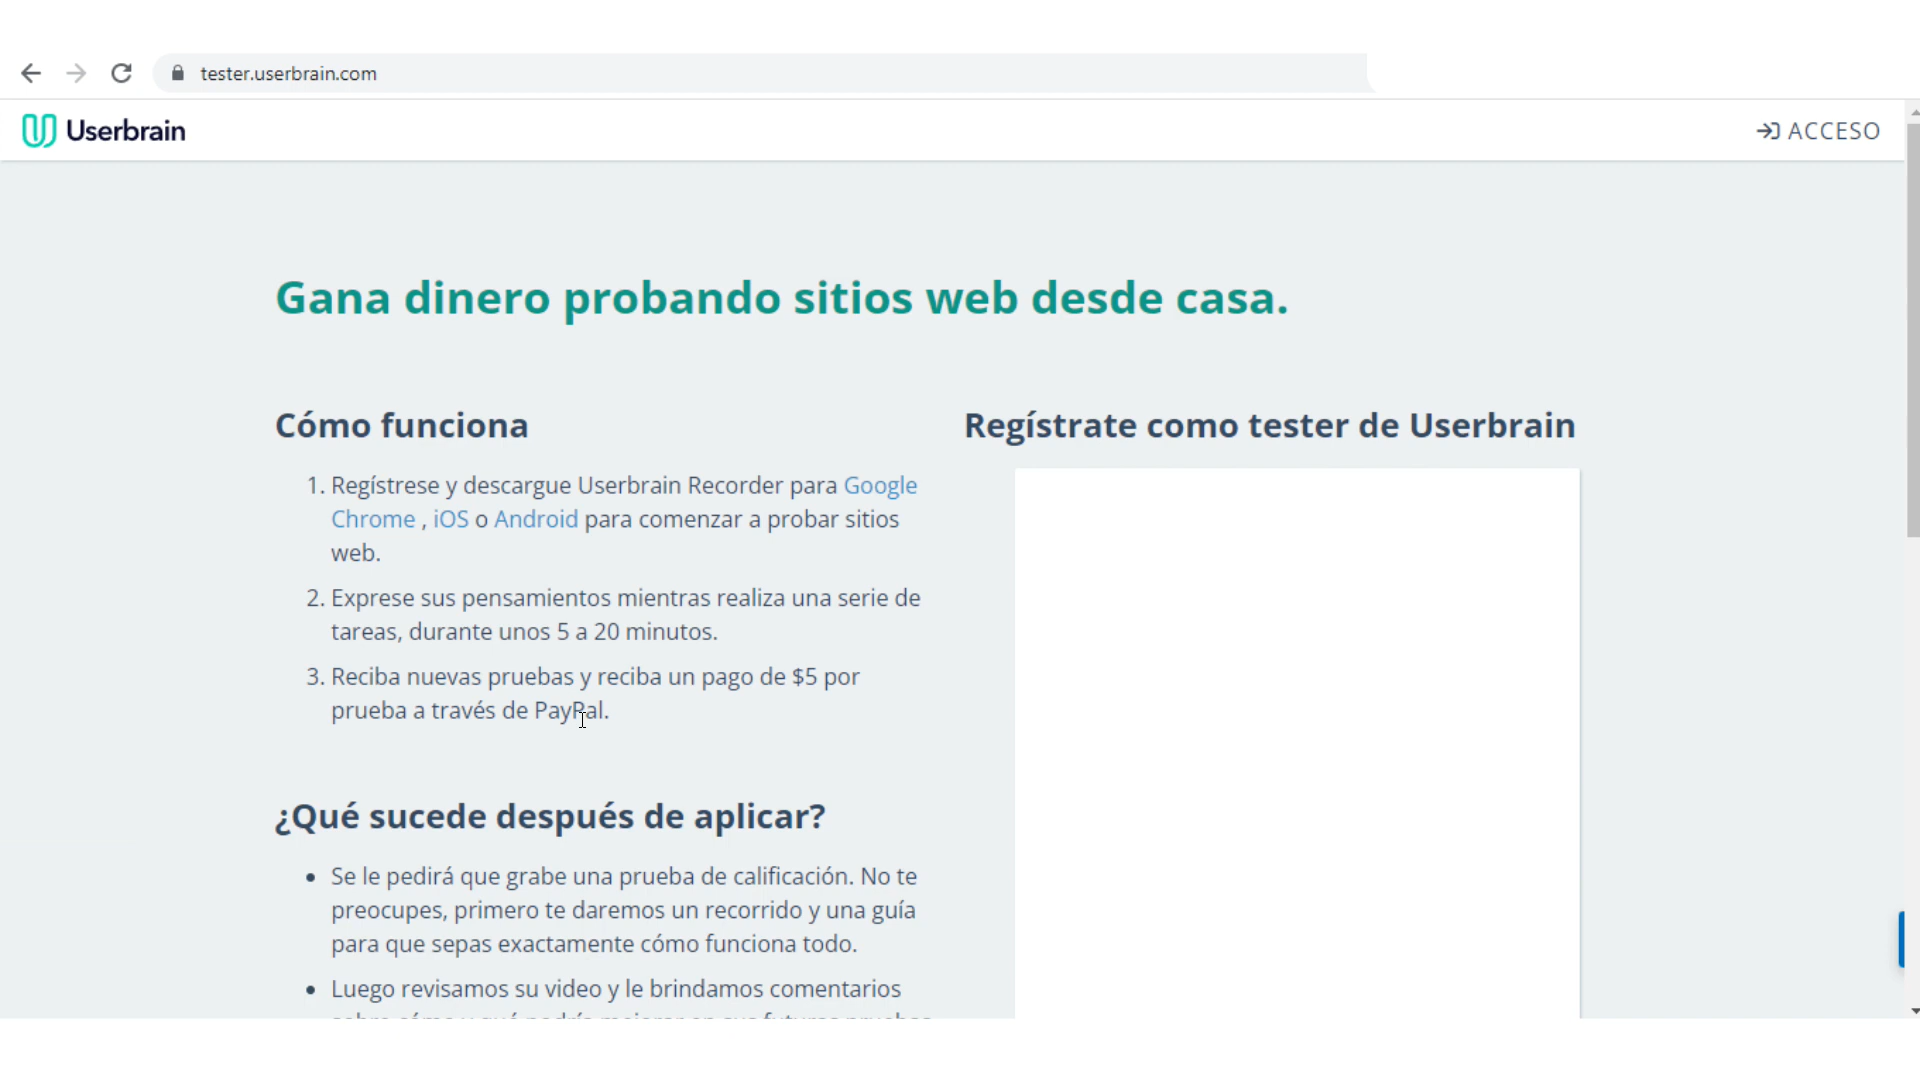 tester.userbrain.com
Userbrain
ACCESO
Gana dinero probando sitios web desde casa.
Cómo funciona
1. Regístrese y descargue Userbrain Recorder para Google
Chrome , iOS o Android para comenzar a probar sitios
web.
2. Exprese sus pensamientos mientras realiza una serie de
tareas, durante unos 5 a 20 minutos.
3. Reciba nuevas pruebas y reciba un pago de $5 por
prueba a través de PayPal.
¿Qué sucede después de aplicar?
• Se le pedirá que grabe una prueba de calificación. No te
preocupes, primero te daremos un recorrido y una guía
para que sepas exactamente cómo funciona todo.
• Luego revisamos su video y le brindamos comentarios
Regístrate como tester de Userbrain